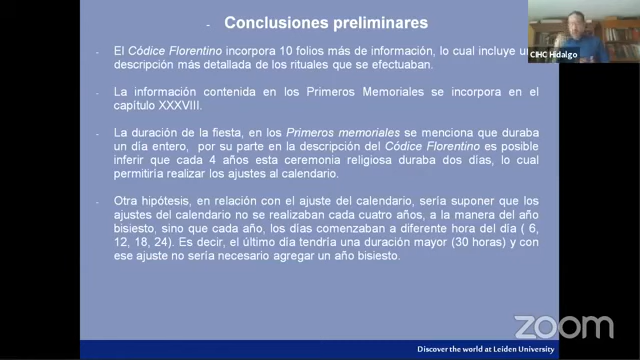 - Conclusiones preliminares
- El Códice Florentino incorpora 10 folios más de información, lo cual incluye un
descripción más detallada de los rituales que se efectuaban.
- La información contenida en los Primeros Memoriales se incorpora en el
capítulo XXXVIII.
- La duración de la fiesta, en los Primeros memoriales se menciona que duraba
un día entero, por su parte en la descripción del Códice Florentino es posible
inferir que cada 4 años esta ceremonia religiosa duraba dos días, lo cual
permitiría realizar los ajustes al calendario.
- Otra hipótesis, en relación con el ajuste del calendario, sería suponer que los
ajustes del calendario no se realizaban cada cuatro años, a la manera del año
bisiesto, sino que cada año, los días comenzaban a diferente hora del día ( 6,
12, 18, 24). Es decir, el último día tendría una duración mayor (30 horas) y con
ese ajuste no sería necesario agregar un año bisiesto.
CIHC Hidalgo
zoom
Discover the world at Leiden University